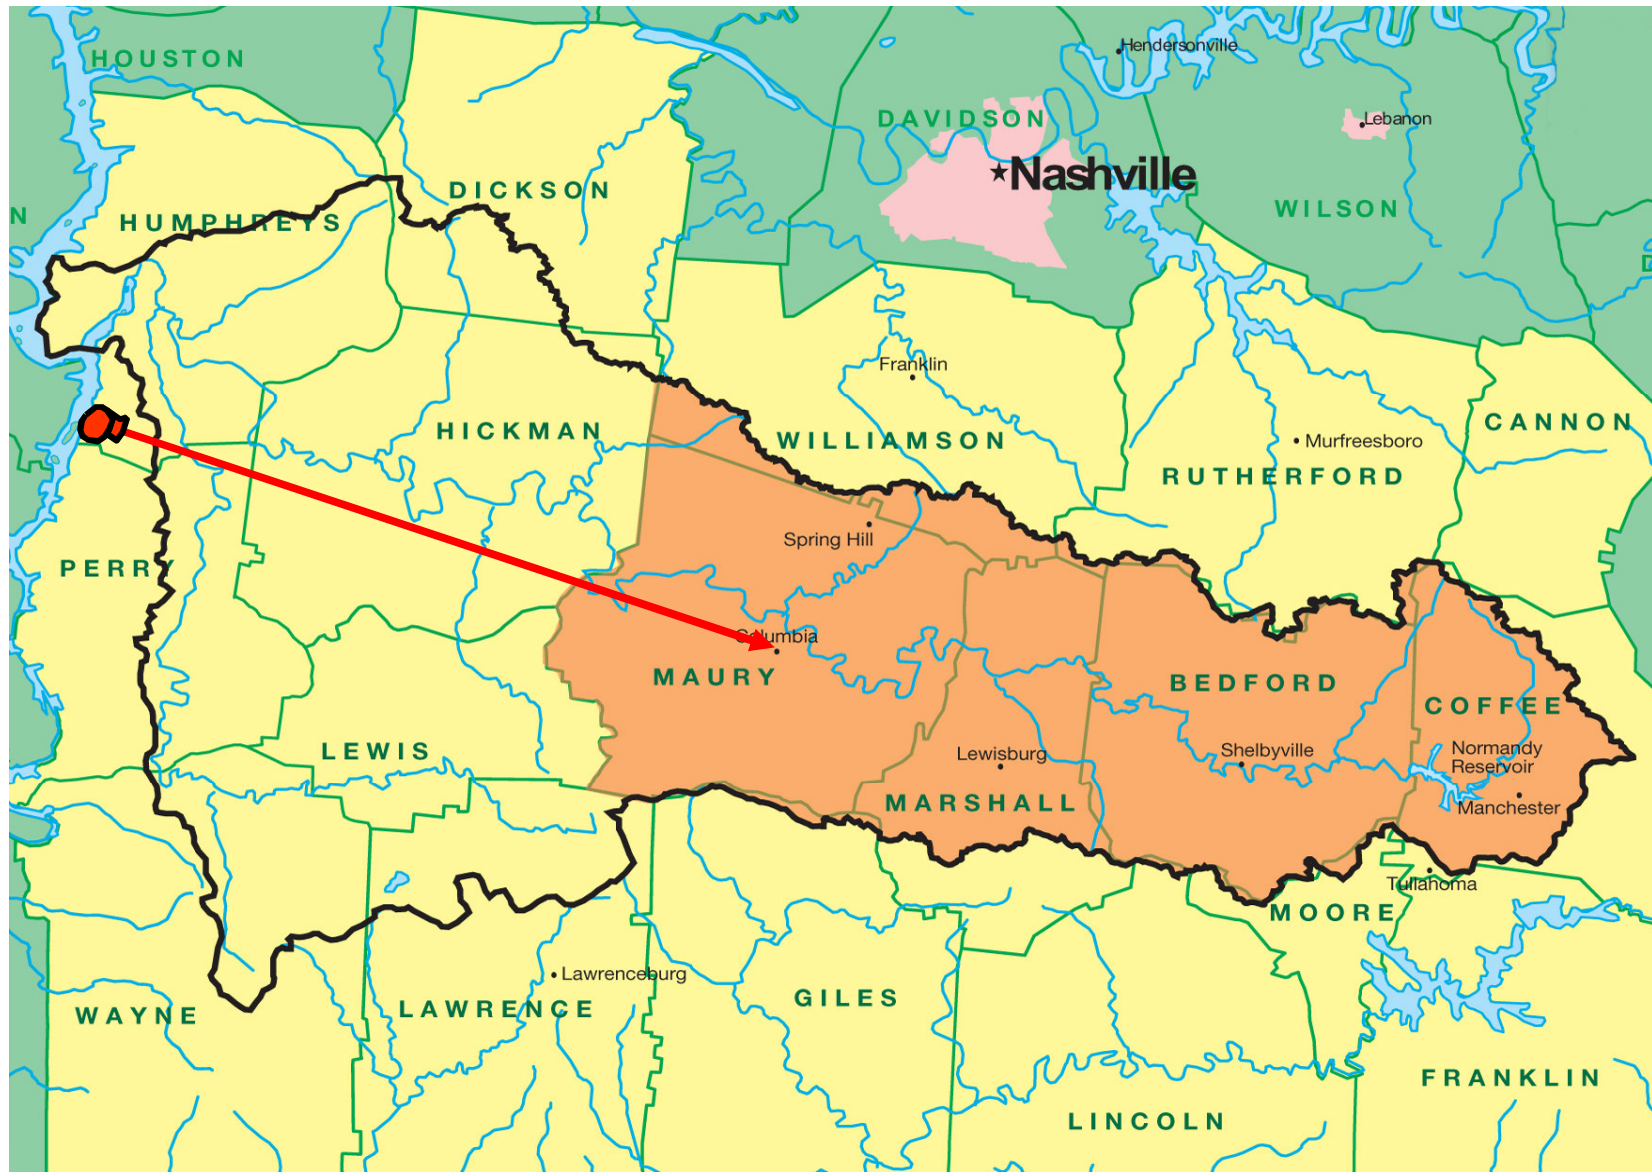 HOUSTON
Hendersonville
DAVIDSON
Lebanon
Nashville
DICKSON
N
HUMPHREYS
WILSON
D
Franklin
HICKMAN
WILLIAMSON
Murfreesboro
CANNON
RUTHERFORD
Spring Hill
PERRY
Columbia
MAURY
BEDFORD
COFFEE
LEWIS
Lewisburg
Shelbyville
Normandy
Reservoir
MARSHALL
Manchester
Tullahoma
MOORE
Lawrenceburg
WAYNE
LAWRENCE
GILES
FRANKLIN
LINCOLN